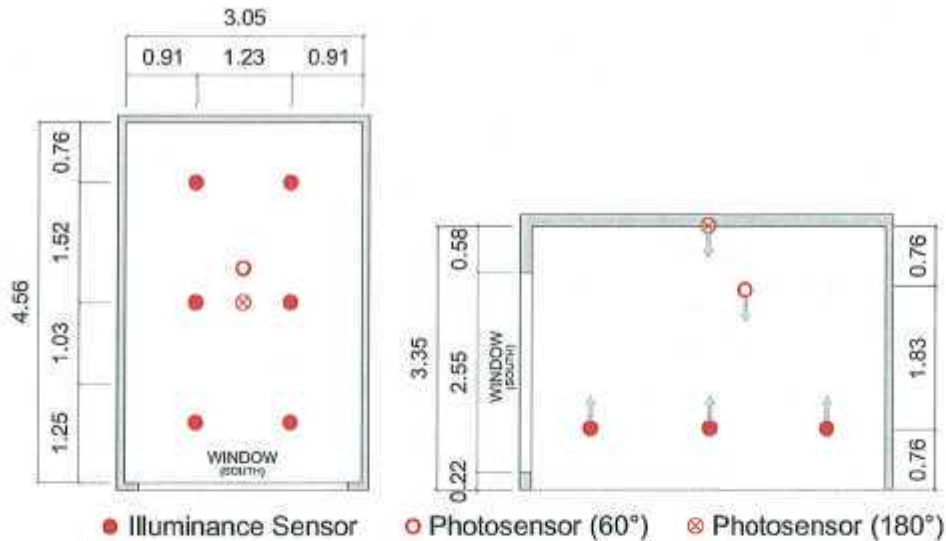 3.05
0.91 1.23 0.91
0.76
1.52
4.56
1.03
1.25
WINDOW
(SOUTH)
0.58
3.35
2.55
0.22
WINDOW
(SOUTH)
0.76
1.83
0.76
Illuminance Sensor Photosensor (60°) Photosensor (180°)